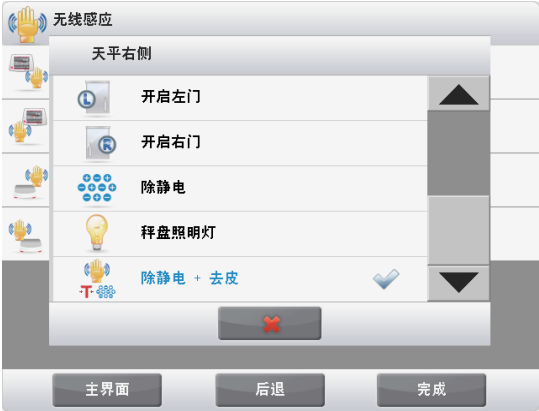 无线感应
天平右侧
开启左门
开启右门
除静电
秤盘照明灯
除静电 + 去皮
主界面
后退
完成